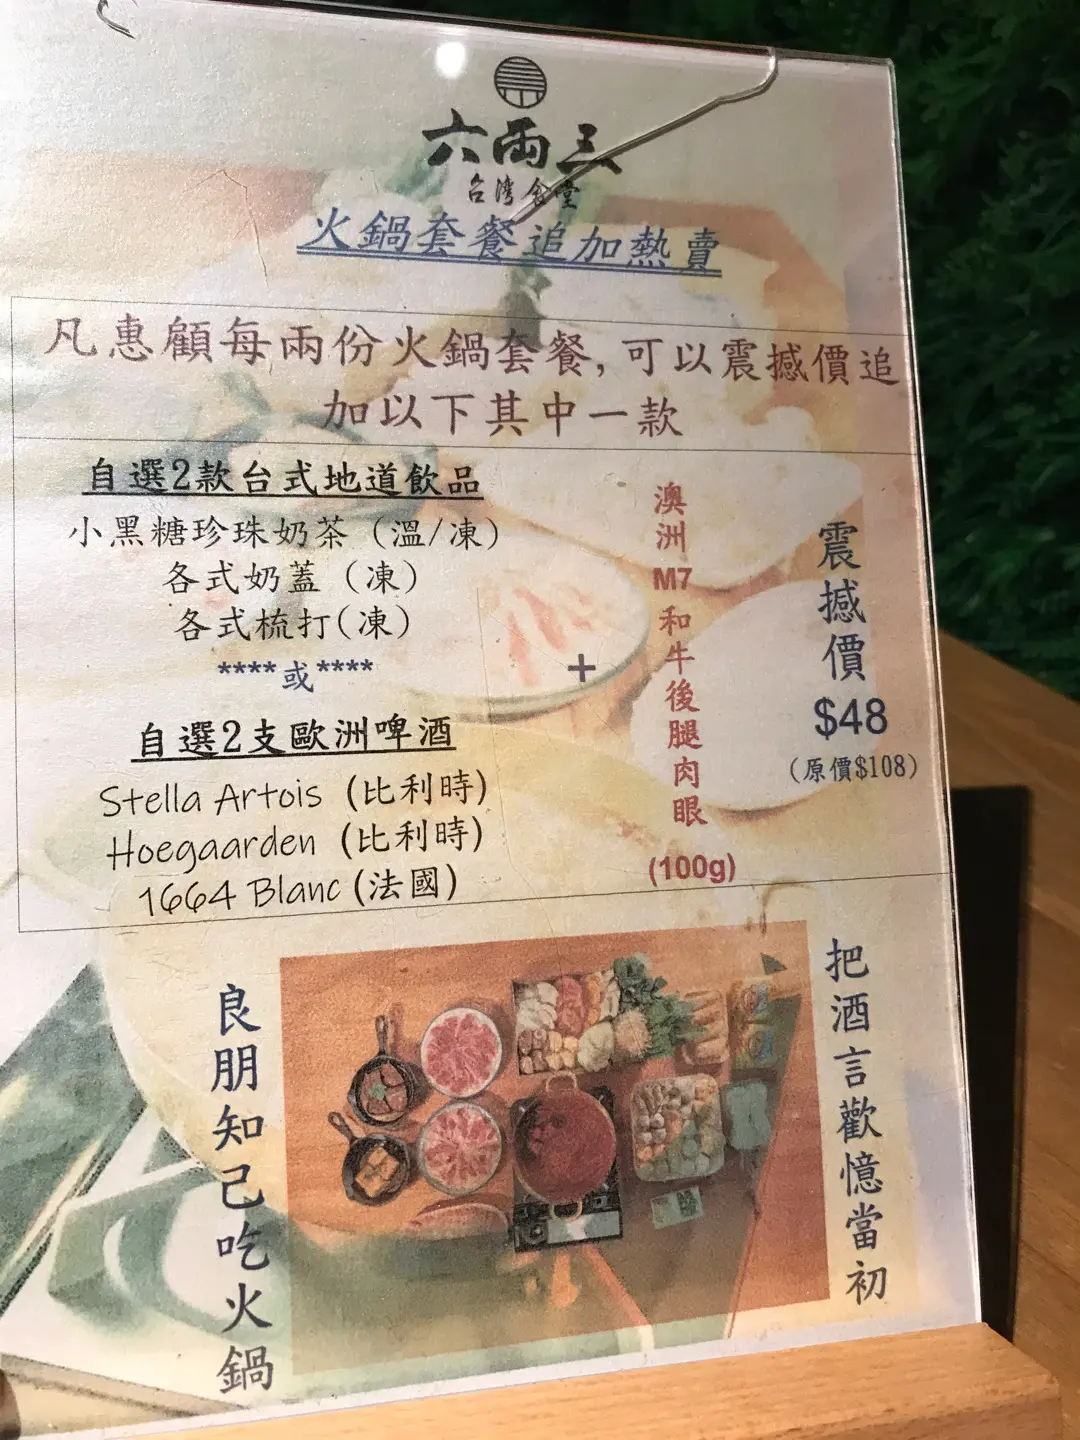 六両三
台灣食堂
火鍋套餐追加熱賣
凡惠顧每兩份火鍋套餐,可以震撼價追
加以下其中一款
自選2款台式地道飲品
小黑糖珍珠奶茶 (溫/凍)
各式奶蓋 (凍)
各式梳打(凍)
****或****
自選2支歐洲啤酒
Stella Artois (比利時)
Hoegaarden (比利時)
1664 Blanc (法國)
+
澳洲M7和牛後腿肉眼
(100g)
震撼價
$48
(原價$108)
良朋知己吃火鍋
把酒言歡憶當初